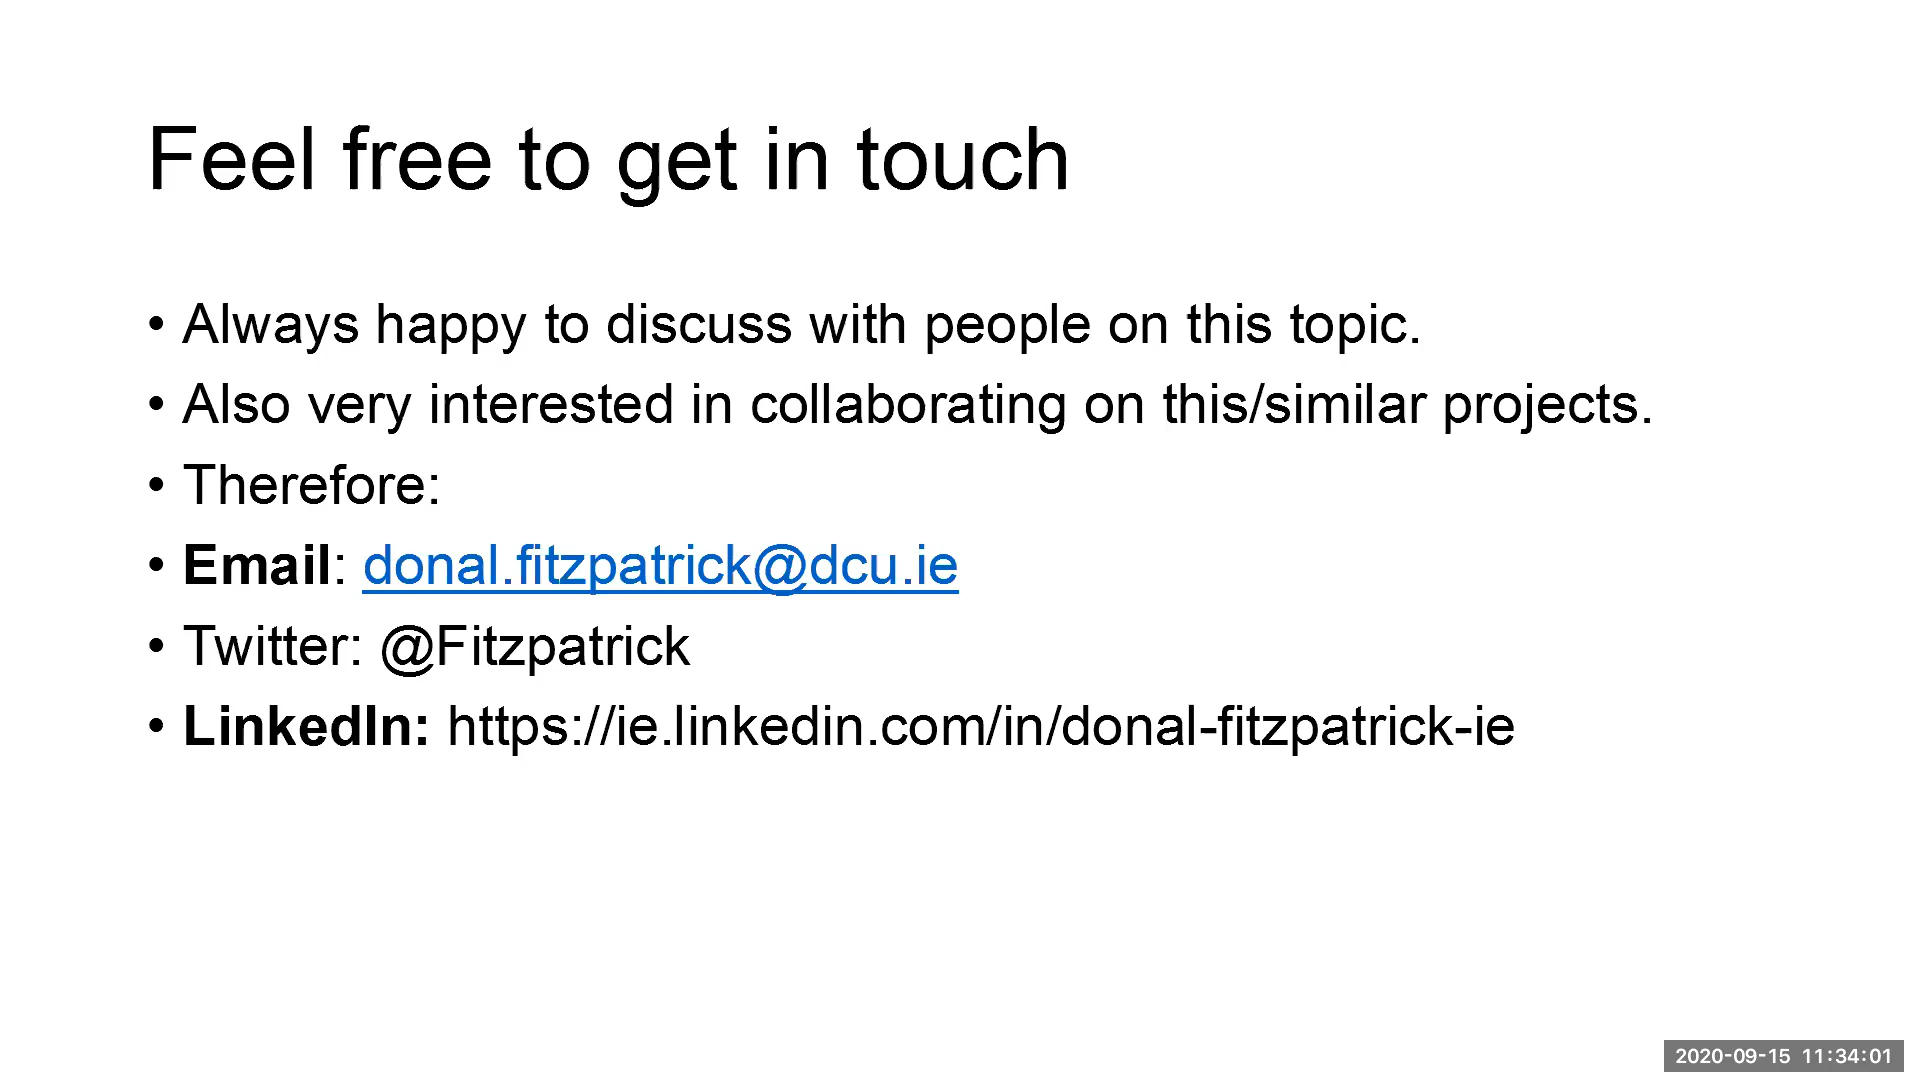 Feel free to get in touch
• Always happy to discuss with people on this topic.
• Also very interested in collaborating on this/similar projects.
• Therefore:
• Email: donal.fitzpatrick@dcu.ie
• Twitter: @Fitzpatrick
• LinkedIn: https://ie.linkedin.com/in/donal-fitzpatrick-ie
2020-09-15 11:34:01